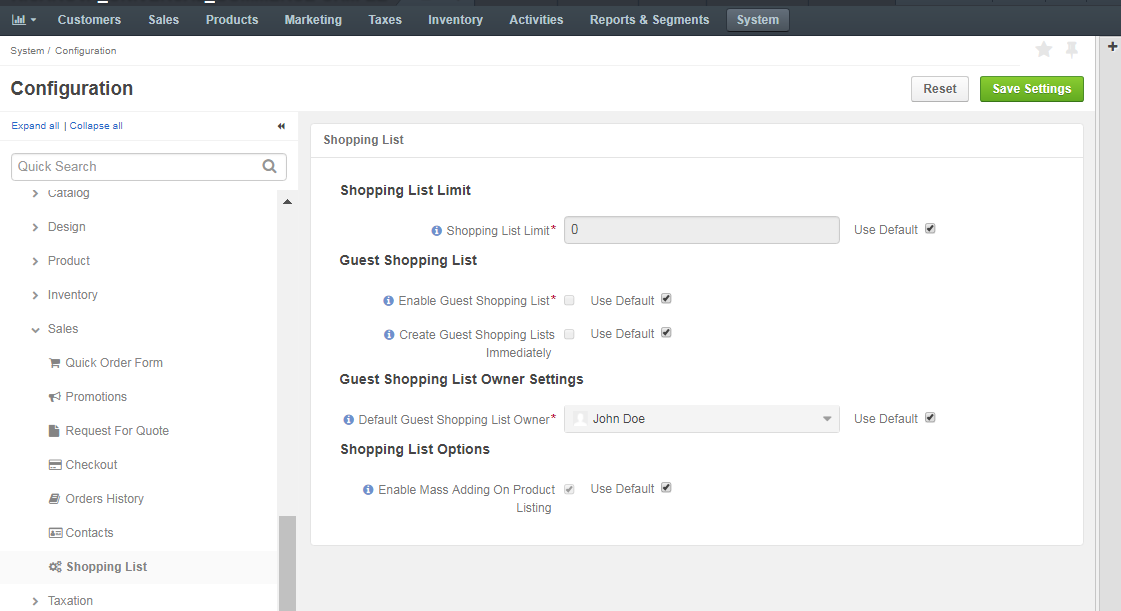 Customers Sales Products Marketing Taxes Inventory Activities Reports & Segments System
System / Configuration
Configuration
Reset Save Settings
Expand all | Collapse all
Shopping List
Quick Search
Catalog
Design
Product
Inventory
Sales
Quick Order Form
Promotions
Request For Quote
Checkout
Orders History
Contacts
Shopping List
Taxation
Shopping List Limit
Shopping List Limit* 0 Use Default
Guest Shopping List
Enable Guest Shopping List* Use Default
Create Guest Shopping Lists Use Default
Immediately
Guest Shopping List Owner Settings
Default Guest Shopping List Owner* John Doe Use Default
Shopping List Options
Enable Mass Adding On Product Use Default
Listing